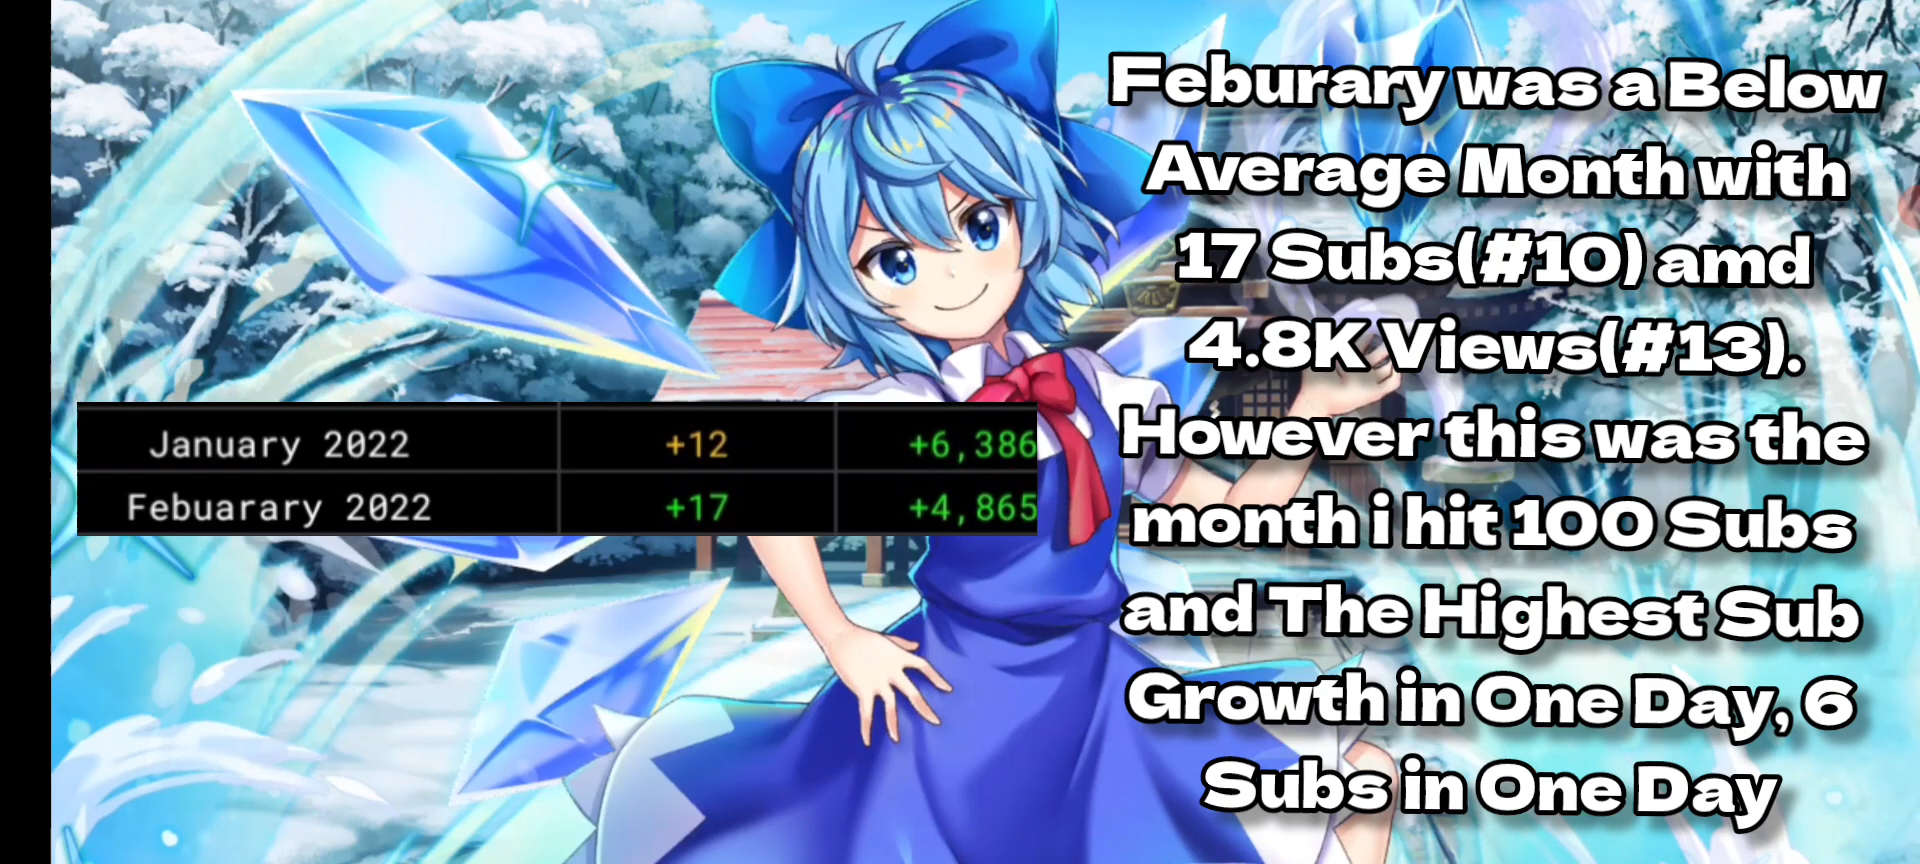 Feburary was a Below
Average Month with
17 Subs(#10) amd
4.8K Views(#13).
However this was the
month i hit 100 Subs
and The Highest Sub
Growth in One Day, 6
Subs in One Day
January 2022 +12 +6,386
Febuarary 2022 +17 +4,865